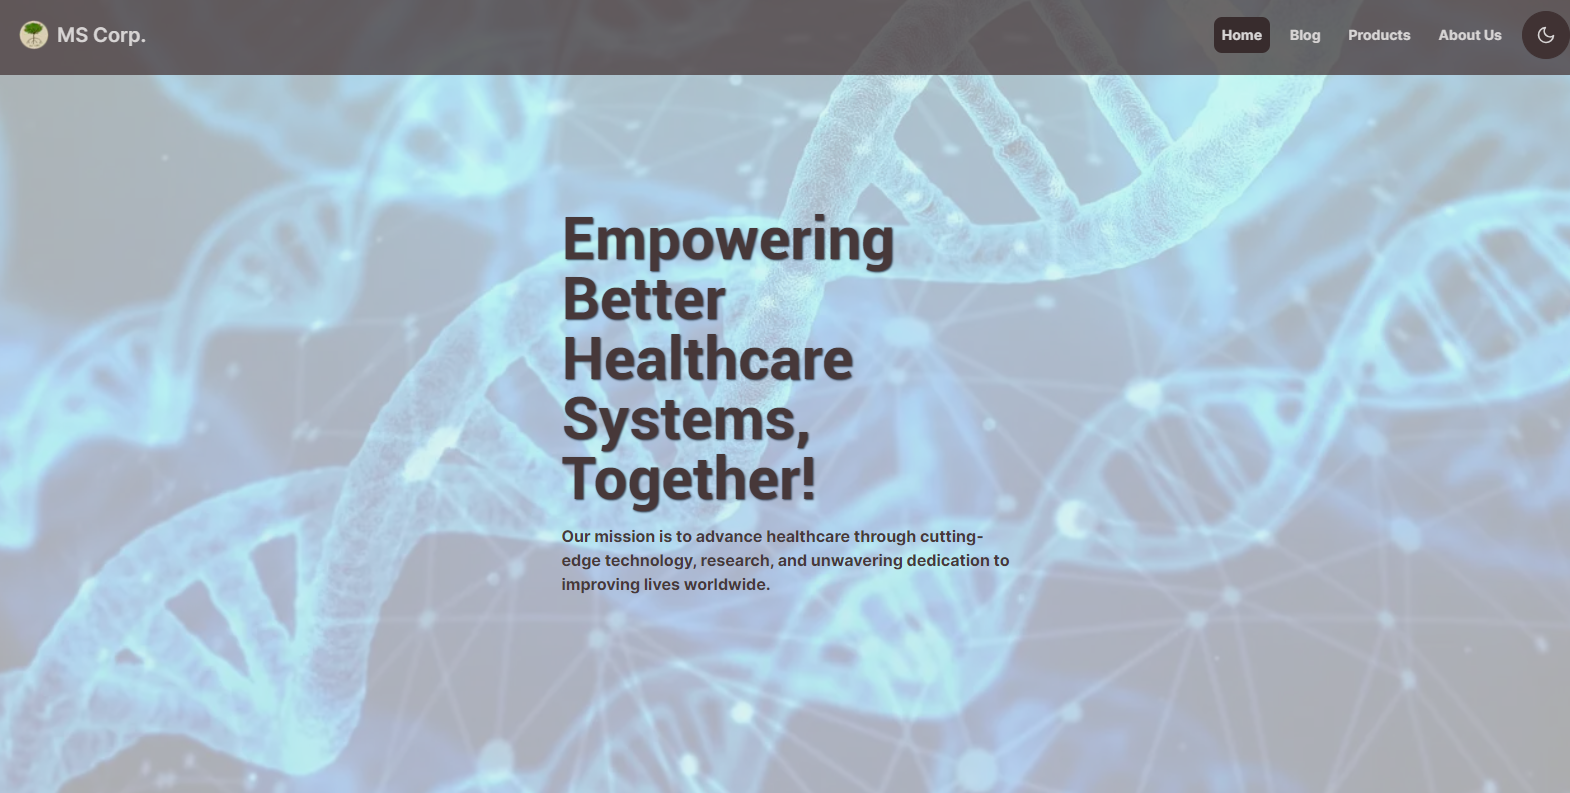 MS Corp.
Home Blog Products About Us
Empowering
Better
Healthcare
Systems,
Together!
Our mission is to advance healthcare through cutting-
edge technology, research, and unwavering dedication to
improving lives worldwide.